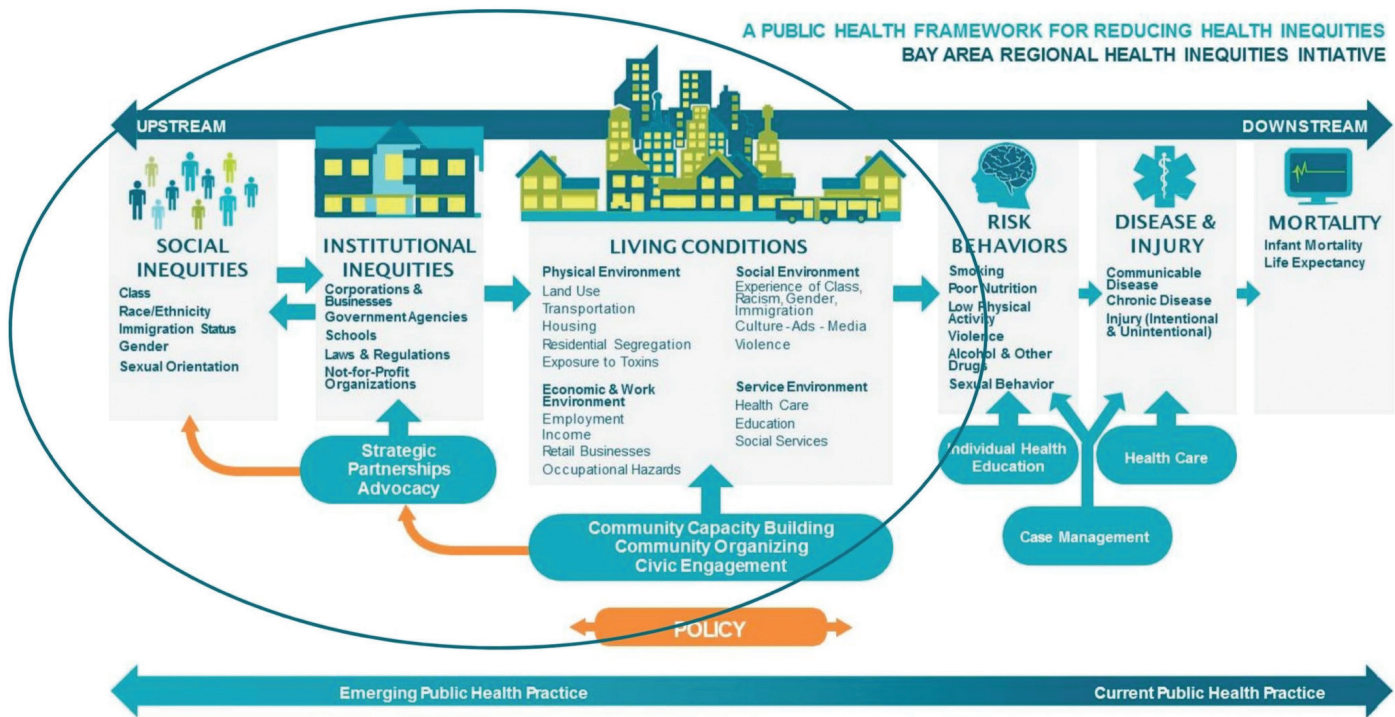 A PUBLIC HEALTH FRAMEWORK FOR REDUCING HEALTH INEQUITIES
BAY AREA REGIONAL HEALTH INEQUITIES INTIATIVE
UPSTREAM
DOWNSTREAM
SOCIAL
INEQUITIES
Class
Race/Ethnicity
Immigration Status
Gender
Sexual Orientation
INSTITUTIONAL
INEQUITIES
Corporations &
Businesses
Government Agencies
Schools
Laws & Regulations
Not-for-Profit
Organizations
LIVING CONDITIONS
Physical Environment
Land Use
Transportation
Housing
Residential Segregation
Exposure to Toxins
Economic & Work
Environment
Employment
Income
Retail Businesses
Occupational Hazards
Social Environment
Experience of Class,
Racism, Gender,
Immigration
Culture - Ads - Media
Violence
Service Environment
Health Care
Education
Social Services
RISK
BEHAVIORS
Smoking
Poor Nutrition
Low Physical
Activity
Violence
Alcohol & Other
Drugs
Sexual Behavior
DISEASE &
INJURY
Communicable
Disease
Chronic Disease
Injury (Intentional
& Unintentional)
MORTALITY
Infant Mortality
Life Expectancy
Strategic
Partnerships
Advocacy
Community Capacity Building
Community Organizing
Civic Engagement
Individual Health
Education
Health Care
Case Management
POLICY
Emerging Public Health Practice
Current Public Health Practice